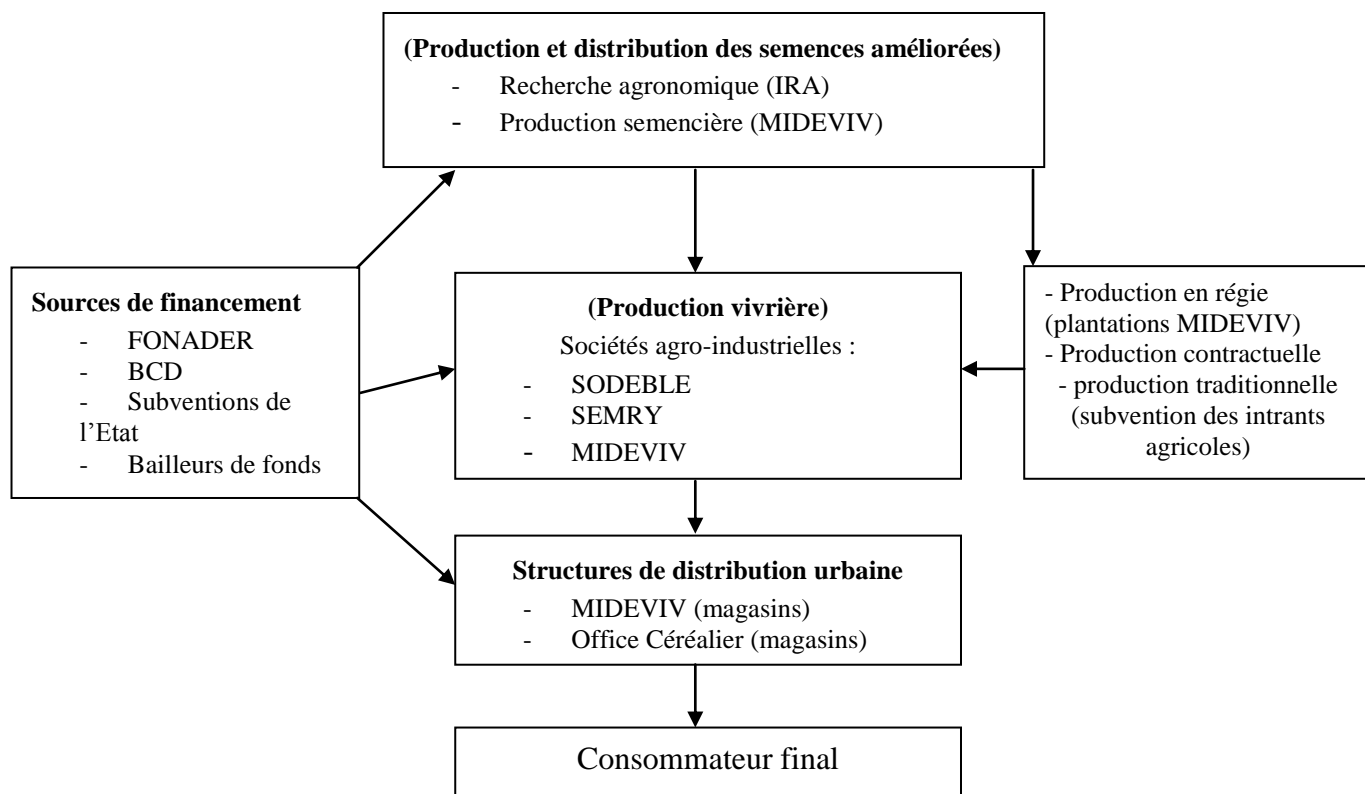 (Production et distribution des semences améliorées)
- Recherche agronomique (IRA)
- Production semencière (MIDEVIV)
Sources de financement
- FONADER
- BCD
- Subventions de
l’Etat
- Bailleurs de fonds
(Production vivrière)
Sociétés agro-industrielles :
- SODEBLE
- SEMRY
- MIDEVIV
- Production en régie
(plantations MIDEVIV)
- Production contractuelle
- production traditionnelle
(subvention des intrants
agricoles)
Structures de distribution urbaine
- MIDEVIV (magasins)
- Office Céréalier (magasins)
Consommateur final